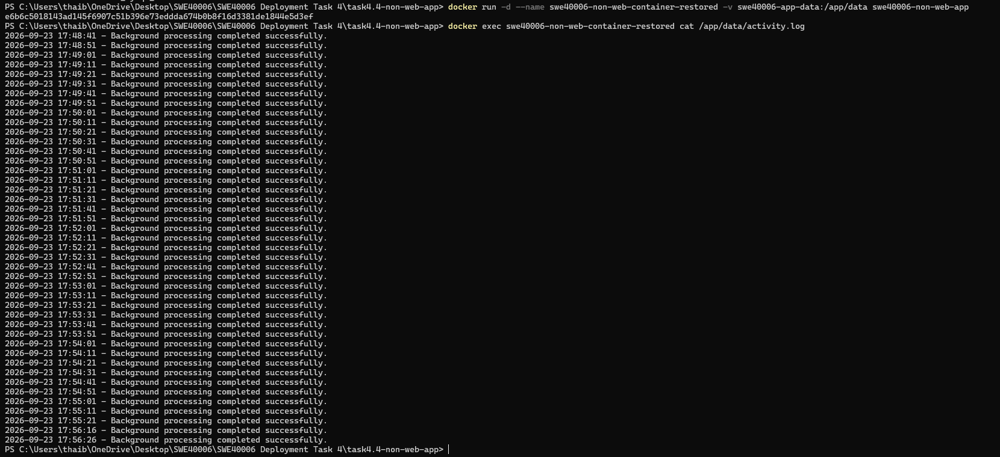 PS C:\Users\thaib\OneDrive\Desktop\SWE40006\SWE40006 Deployment Task 4\task4.4-non-web-app> docker run -d --name swe40006-non-web-container-restored -v swe40006-app-data:/app/data swe40006-non-web-app
e6b6c5018143ad145f6907c51b396e73eddda674b0b8f16d3381de1844e5d3ef
PS C:\Users\thaib\OneDrive\Desktop\SWE40006\SWE40006 Deployment Task 4\task4.4-non-web-app> docker exec swe40006-non-web-container-restored cat /app/data/activity.log
2026-09-23 17:48:41 - Background processing completed successfully.
2026-09-23 17:48:51 - Background processing completed successfully.
2026-09-23 17:49:01 - Background processing completed successfully.
2026-09-23 17:49:11 - Background processing completed successfully.
2026-09-23 17:49:21 - Background processing completed successfully.
2026-09-23 17:49:31 - Background processing completed successfully.
2026-09-23 17:49:41 - Background processing completed successfully.
2026-09-23 17:49:51 - Background processing completed successfully.
2026-09-23 17:50:01 - Background processing completed successfully.
2026-09-23 17:50:11 - Background processing completed successfully.
2026-09-23 17:50:21 - Background processing completed successfully.
2026-09-23 17:50:31 - Background processing completed successfully.
2026-09-23 17:50:41 - Background processing completed successfully.
2026-09-23 17:50:51 - Background processing completed successfully.
2026-09-23 17:51:01 - Background processing completed successfully.
2026-09-23 17:51:11 - Background processing completed successfully.
2026-09-23 17:51:21 - Background processing completed successfully.
2026-09-23 17:51:31 - Background processing completed successfully.
2026-09-23 17:51:41 - Background processing completed successfully.
2026-09-23 17:51:51 - Background processing completed successfully.
2026-09-23 17:52:01 - Background processing completed successfully.
2026-09-23 17:52:11 - Background processing completed successfully.
2026-09-23 17:52:21 - Background processing completed successfully.
2026-09-23 17:52:31 - Background processing completed successfully.
2026-09-23 17:52:41 - Background processing completed successfully.
2026-09-23 17:52:51 - Background processing completed successfully.
2026-09-23 17:53:01 - Background processing completed successfully.
2026-09-23 17:53:11 - Background processing completed successfully.
2026-09-23 17:53:21 - Background processing completed successfully.
2026-09-23 17:53:31 - Background processing completed successfully.
2026-09-23 17:53:41 - Background processing completed successfully.
2026-09-23 17:53:51 - Background processing completed successfully.
2026-09-23 17:54:01 - Background processing completed successfully.
2026-09-23 17:54:11 - Background processing completed successfully.
2026-09-23 17:54:21 - Background processing completed successfully.
2026-09-23 17:54:31 - Background processing completed successfully.
2026-09-23 17:54:41 - Background processing completed successfully.
2026-09-23 17:54:51 - Background processing completed successfully.
2026-09-23 17:55:01 - Background processing completed successfully.
2026-09-23 17:55:11 - Background processing completed successfully.
2026-09-23 17:55:21 - Background processing completed successfully.
2026-09-23 17:56:16 - Background processing completed successfully.
2026-09-23 17:56:26 - Background processing completed successfully.
PS C:\Users\thaib\OneDrive\Desktop\SWE40006\SWE40006 Deployment Task 4\task4.4-non-web-app>